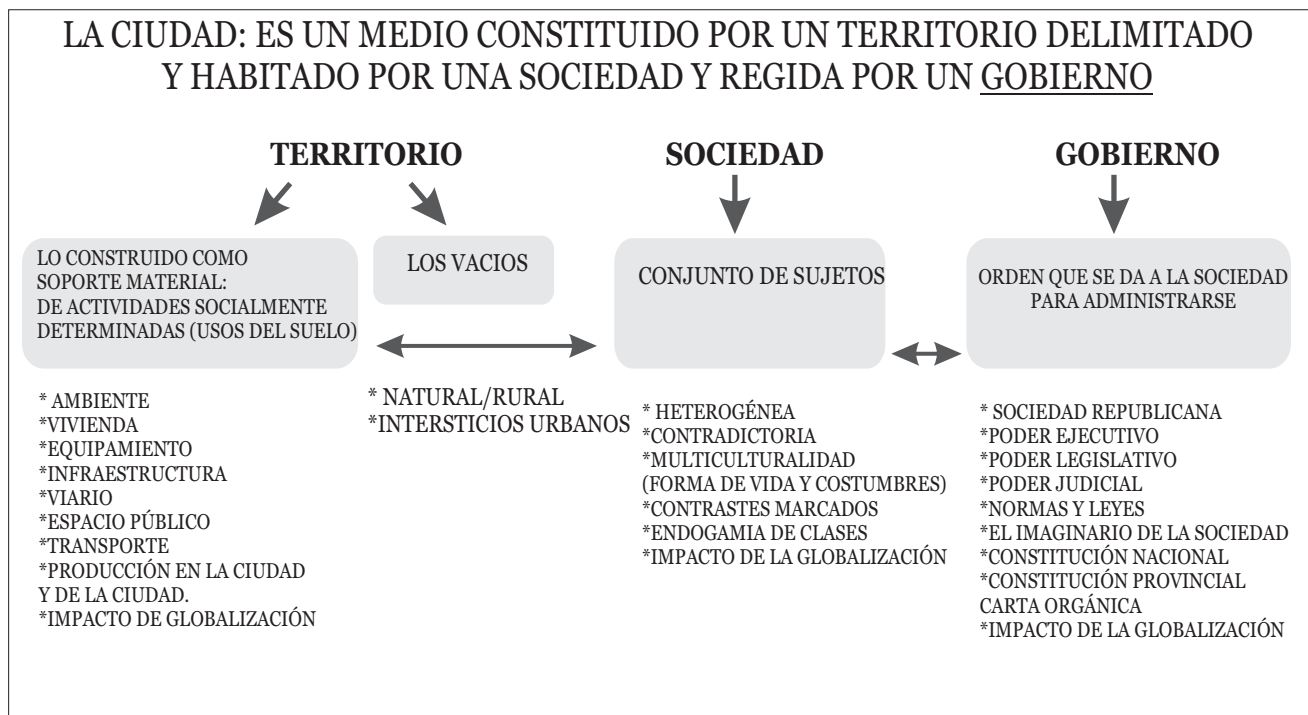 LA CIUDAD: ES UN MEDIO CONSTITUIDO POR UN TERRITORIO DELIMITADO
Y HABITADO POR UNA SOCIEDAD Y REGIDA POR UN GOBIERNO
TERRITORIO
LO CONSTRUIDO COMO
SOPORTE MATERIAL:
DE ACTIVIDADES SOCIALMENTE
DETERMINADAS (USOS DEL SUELO)
* AMBIENTE
*VIVIENDA
*EQUIPAMIENTO
*INFRAESTRUCTURA
*VIARIO
*ESPACIO PÚBLICO
*TRANSPORTE
*PRODUCCIÓN EN LA CIUDAD
Y DE LA CIUDAD.
*IMPACTO DE GLOBALIZACIÓN
LOS VACIOS
* NATURAL/RURAL
*INTERSTICIOS URBANOS
SOCIEDAD
CONJUNTO DE SUJETOS
* HETEROGÉNEA
*CONTRADICTORIA
*MULTICULTURALIDAD
(FORMA DE VIDA Y COSTUMBRES)
*CONTRASTES MARCADOS
*ENDOGAMIA DE CLASES
*IMPACTO DE LA GLOBALIZACIÓN
GOBIERNO
ORDEN QUE SE DA A LA SOCIEDAD
PARA ADMINISTRARSE
* SOCIEDAD REPUBLICANA
*PODER EJECUTIVO
*PODER LEGISLATIVO
*PODER JUDICIAL
*NORMAS Y LEYES
*EL IMAGINARIO DE LA SOCIEDAD
*CONSTITUCIÓN NACIONAL
*CONSTITUCIÓN PROVINCIAL
CARTA ORGÁNICA
*IMPACTO DE LA GLOBALIZACIÓN